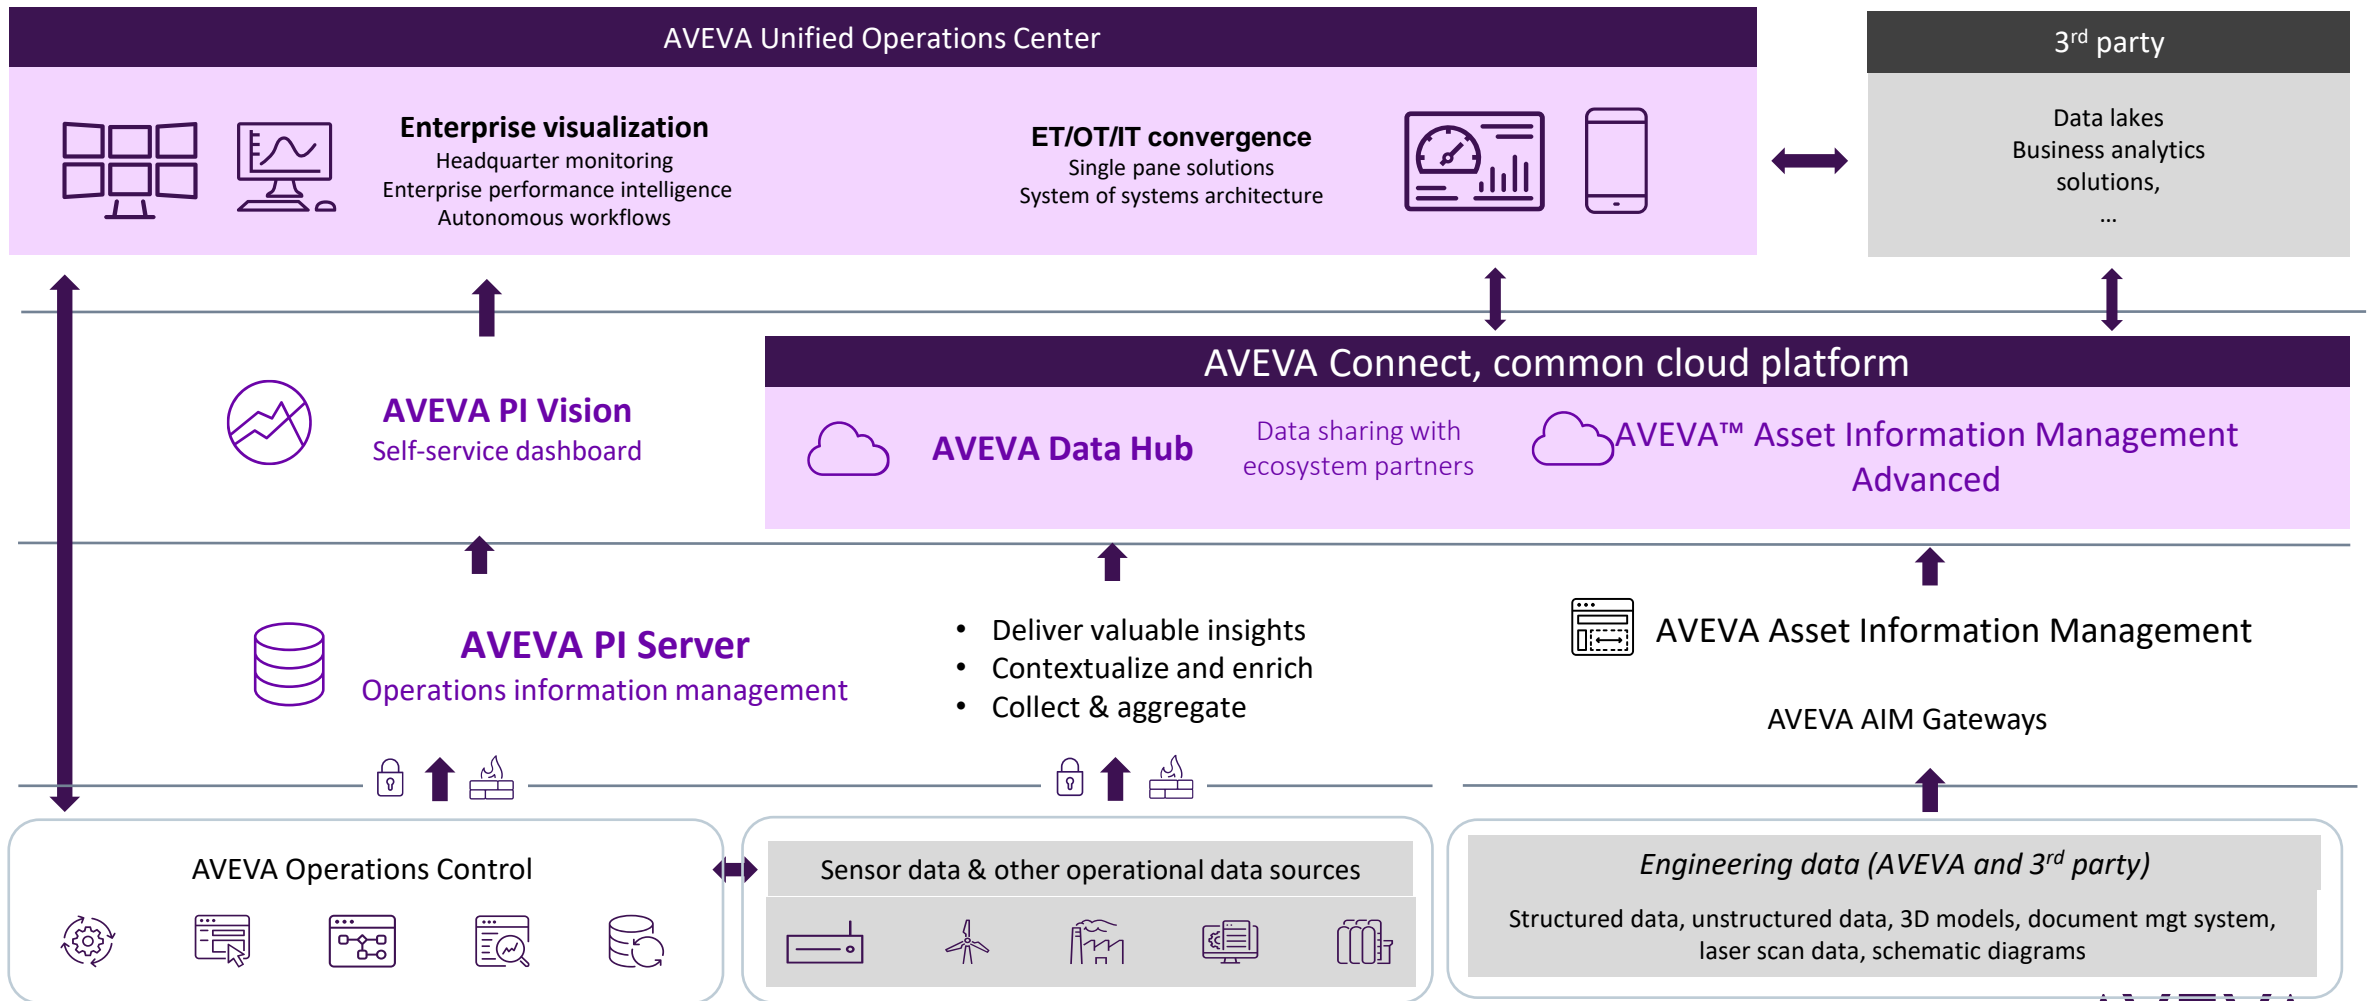 AVEVA Unified Operations Center
3rd party
Enterprise visualization
Headquarter monitoring
Enterprise performance intelligence
Autonomous workflows
ET/OT/IT convergence
Single pane solutions
System of systems architecture
Data lakes
Business analytics
solutions,
...
AVEVA Connect, common cloud platform
AVEVA PI Vision
Self-service dashboard
AVEVA Data Hub
Data sharing with
ecosystem partners
AVEVA™ Asset Information Management
Advanced
AVEVA PI Server
Operations information management
• Deliver valuable insights
• Contextualize and enrich
• Collect & aggregate
AVEVA Asset Information Management
AVEVA AIM Gateways
AVEVA Operations Control
Sensor data & other operational data sources
Engineering data (AVEVA and 3rd party)
Structured data, unstructured data, 3D models, document mgt system,
laser scan data, schematic diagrams